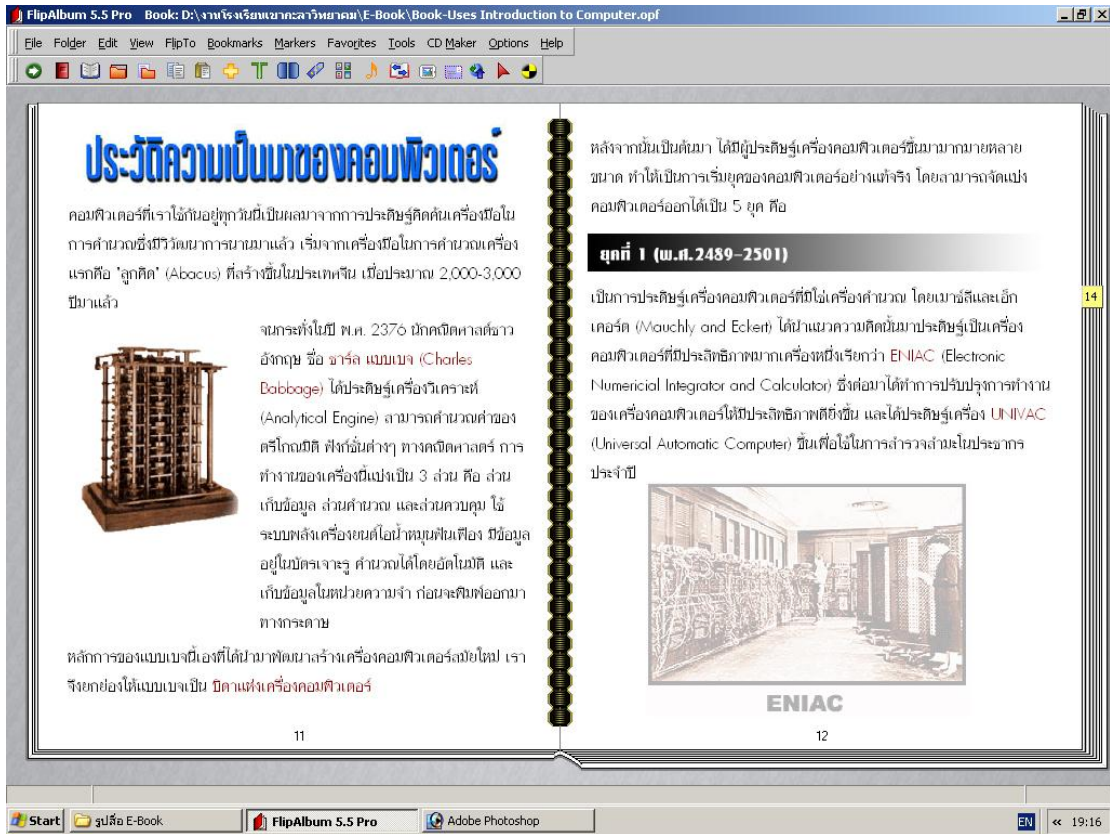 FlipAlbum 5.5 Pro    Book: D:\งานโรงเรียนเขากะลาวิทยาคม\E-Book\Book-Uses Introduction to Computer.opf
File Folder Edit View FlipTo Bookmarks Markers Favorites Tools CD Maker Options Help
ประวัติความเป็นมาของคอมพิวเตอร์
คอมพิวเตอร์ที่เราใช้กันอยู่ทุกวันนี้เป็นผลมาจากการประดิษฐ์คิดค้นเครื่องมือใน
การคำนวณซึ่งมีวิวัฒนาการนานมาแล้ว เริ่มจากเครื่องมือในการคำนวณเครื่อง
แรกคือ "ลูกคิด" (Abacus) ที่สร้างขึ้นในประเทศจีน เมื่อประมาณ 2,000-3,000
ปีมาแล้ว
จนกระทั่งในปี พ.ศ. 2376 นักคณิตศาสตร์ชาว
อังกฤษ ชื่อ ชาร์ล แบบเบจ (Charles
Babbage) ได้ประดิษฐ์เครื่องวิเคราะห์
(Analytical Engine) สามารถคำนวณค่าของ
ตรีโกณมิติ ฟังก์ชั่นต่างๆ ทางคณิตศาสตร์ การ
ทำงานของเครื่องนี้แบ่งเป็น 3 ส่วน คือ ส่วน
เก็บข้อมูล ส่วนคำนวณ และส่วนควบคุม ใช้
ระบบพลังเครื่องยนต์ไอน้ำหมุนฟันเฟือง มีข้อมูล
อยู่ในบัตรเจาะรู คำนวณได้โดยอัตโนมัติ และ
เก็บข้อมูลในหน่วยความจำ ก่อนจะพิมพ์ออกมา
ทางกระดาษ
หลักการของแบบเบจนี้เองที่ได้นำมาพัฒนาสร้างเครื่องคอมพิวเตอร์สมัยใหม่ เรา
จึงยกย่องให้แบบเบจเป็น บิดาแห่งเครื่องคอมพิวเตอร์
11
หลังจากนั้นเป็นต้นมา ได้มีผู้ประดิษฐ์เครื่องคอมพิวเตอร์ขึ้นมามากมายหลาย
ขนาด ทำให้เป็นการเริ่มยุคของคอมพิวเตอร์อย่างแท้จริง โดยสามารถจัดแบ่ง
คอมพิวเตอร์ออกได้เป็น 5 ยุค คือ
ยุคที่ 1 (พ.ศ.2489-2501)
เป็นการประดิษฐ์เครื่องคอมพิวเตอร์ที่มิใช่เครื่องคำนวณ โดยเมาช์ลีและเอ็ก
เคอร์ต (Mauchly and Eckert) ได้นำแนวความคิดนั้นมาประดิษฐ์เป็นเครื่อง
คอมพิวเตอร์ที่มีประสิทธิภาพมากเครื่องหนึ่งเรียกว่า ENIAC (Electronic
Numericial Integrator and Calculator) ซึ่งต่อมาได้ทำการปรับปรุงการทำงาน
ของเครื่องคอมพิวเตอร์ให้มีประสิทธิภาพดียิ่งขึ้น และได้ประดิษฐ์เครื่อง UNIVAC
(Universal Automatic Computer) ขึ้นเพื่อใช้ในการสำรวจสำมะโนประชากร
ประจำปี
ENIAC
12
14
Start
รูปสื่อ E-Book
FlipAlbum 5.5 Pro
Adobe Photoshop
EN
« 19:16